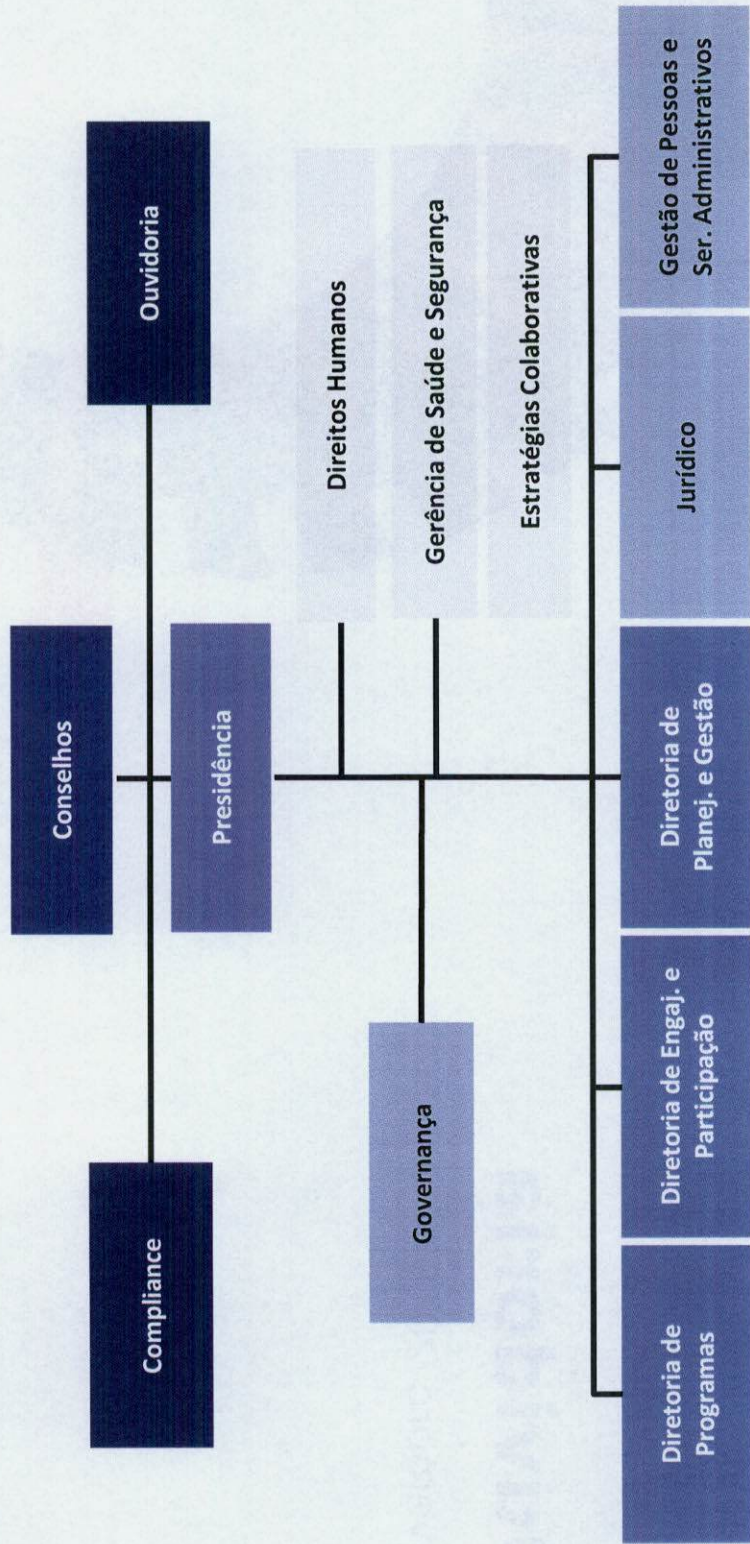 Conselhos
Compliance
Ouvidoria
Presidência
Direitos Humanos
Governança
Gerência de Saúde e Segurança
Estratégias Colaborativas
Diretoria de
Programas
Diretoria de Engaj. e
Participação
Diretoria de
Planej. e Gestão
Jurídico
Gestão de Pessoas e
Ser. Administrativos